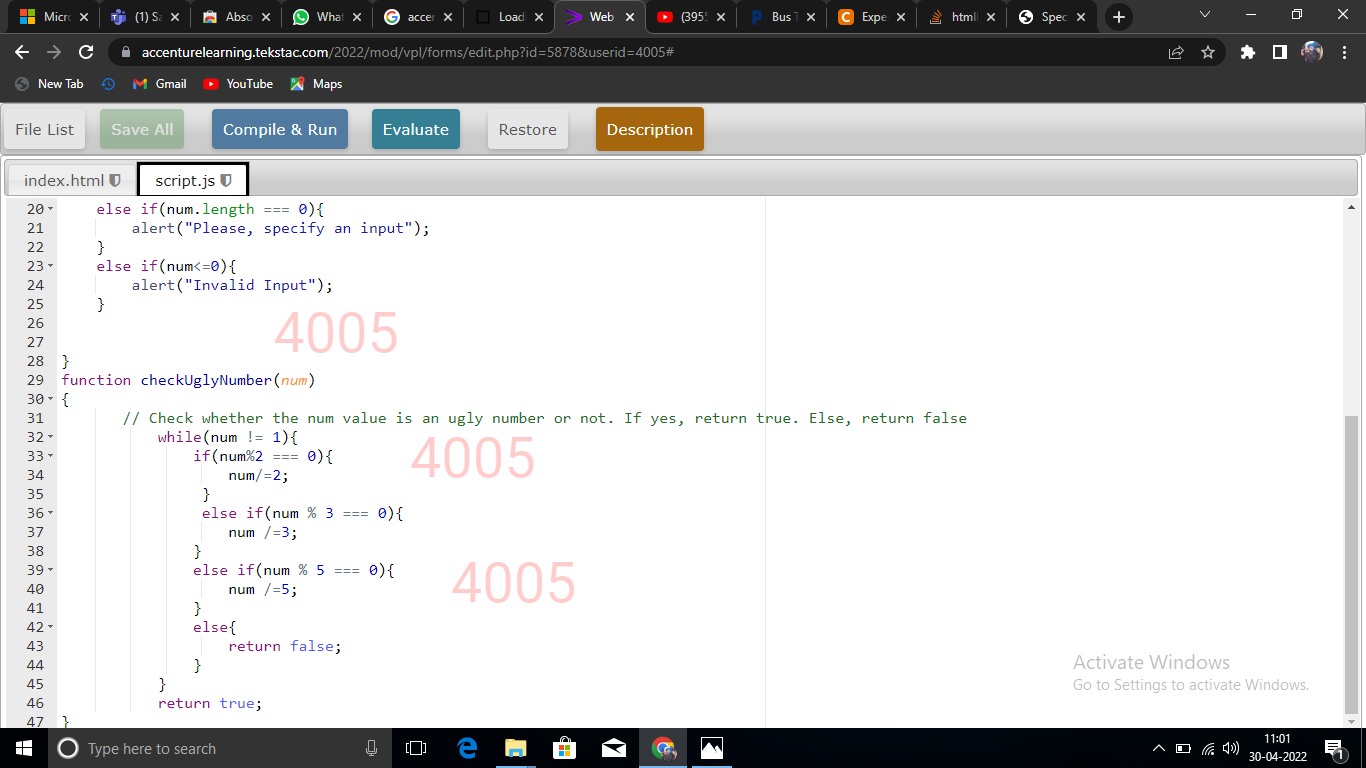 Micro
(1) Sa
Abso
What
accer
Load
Web
(395
Bus T
Expe
html
Spec
accenturelearning.tekstac.com/2022/mod/vpl/forms/edit.php?id=5878&userid=4005#
New Tab
Gmail
YouTube
Maps
File List
Save All
Compile & Run
Evaluate
Restore
Description
index.html
script.js
20 else if(num.length === 0){
21 alert("Please, specify an input");
22 }
23 else if(num<=0){
24 alert("Invalid Input");
25 }
26
27
28 }
29 function checkUglyNumber(num)
30 {
31 // Check whether the num value is an ugly number or not. If yes, return true. Else, return false
32 while(num != 1){
33 if(num%2 === 0){
34 num/=2;
35 }
36 else if(num % 3 === 0){
37 num /=3;
38 }
39 else if(num % 5 === 0){
40 num /=5;
41 }
42 else{
43 return false;
44 }
45 }
46 return true;
47 }
4005
4005
4005
Activate Windows
Go to Settings to activate Windows.
Type here to search
11:01
30-04-2022
1